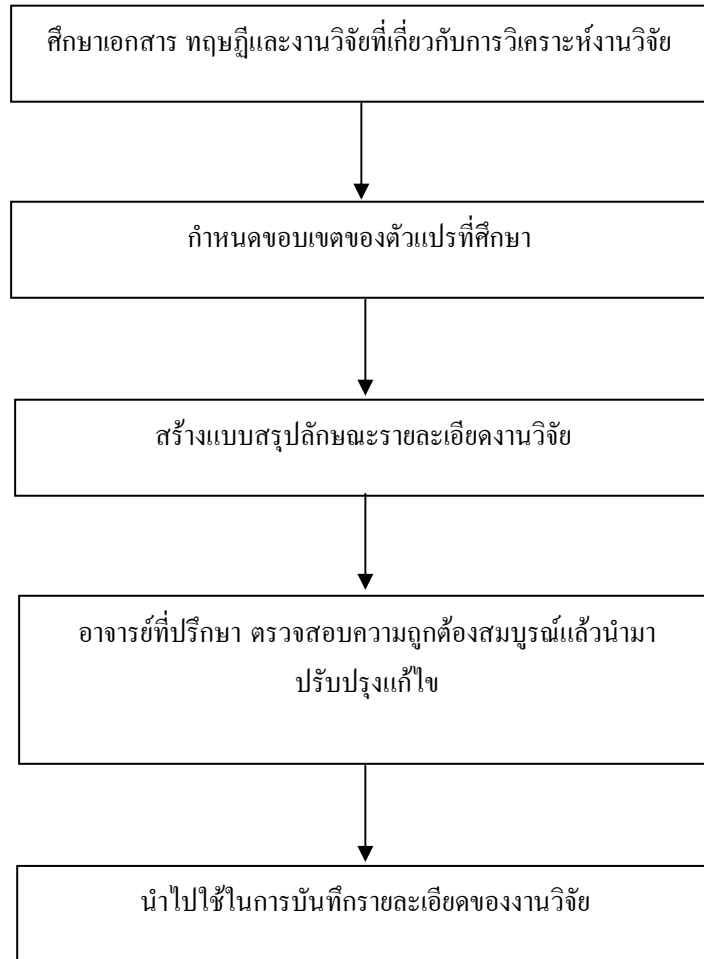 ศึกษาเอกสาร ทฤษฎีและงานวิจัยที่เกี่ยวกับการวิเคราะห์งานวิจัย
กำหนดขอบเขตของตัวแปรที่ศึกษา
สร้างแบบสรุปลักษณะรายละเอียดงานวิจัย
อาจารย์ที่ปรึกษา ตรวจสอบความถูกต้องสมบูรณ์แล้วนำมา
ปรับปรุงแก้ไข
นำไปใช้ในการบันทึกรายละเอียดของงานวิจัย